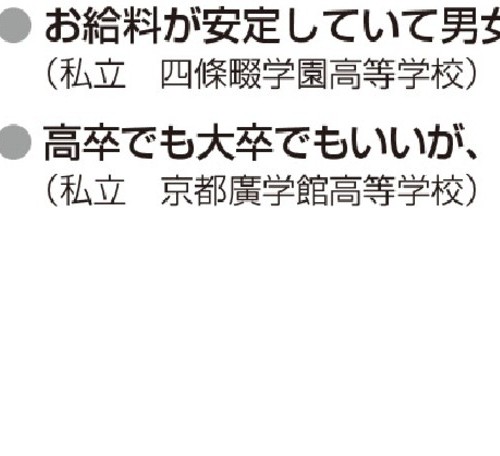 ●お給料が安定していて男女
（私立　四條畷学園高等学校）
●高卒でも大卒でもいいが、
（私立　京都廣学館高等学校）